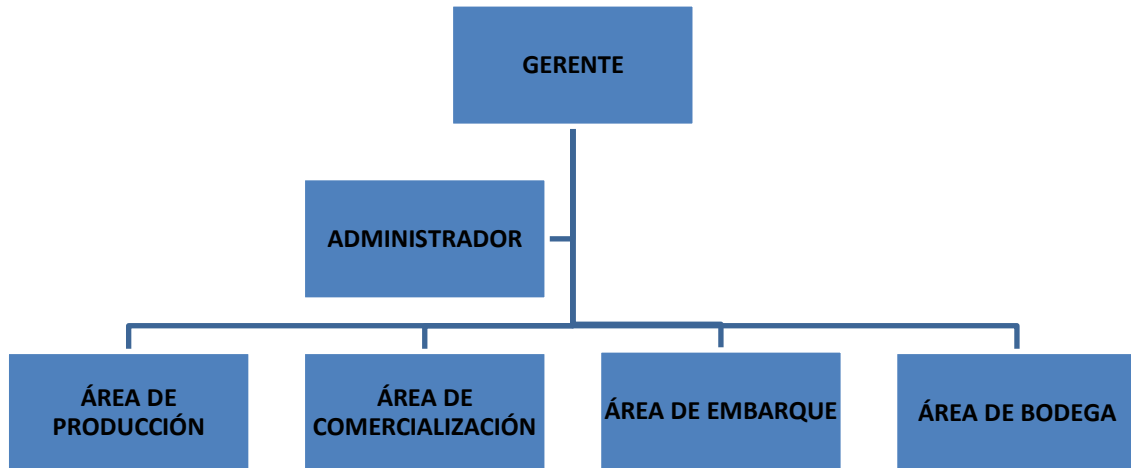 GERENTE
ADMINISTRADOR
ÁREA DE
PRODUCCIÓN
ÁREA DE
COMERCIALIZACIÓN
ÁREA DE EMBARQUE
ÁREA DE BODEGA